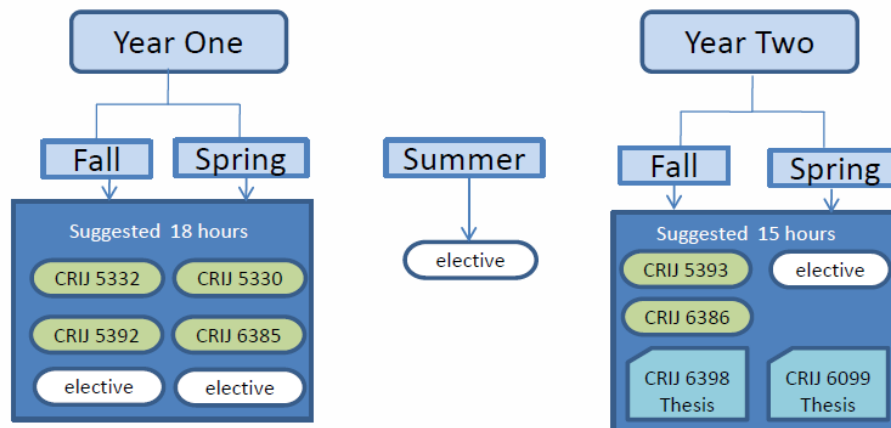 Year One
Year Two
Fall
Spring
Summer
Fall
Spring
Suggested 18 hours
CRIJ 5332
CRIJ 5330
CRIJ 5392
CRIJ 6385
elective
elective
elective
Suggested 15 hours
CRIJ 5393
elective
CRIJ 6386
CRIJ 6398
Thesis
CRIJ 6099
Thesis